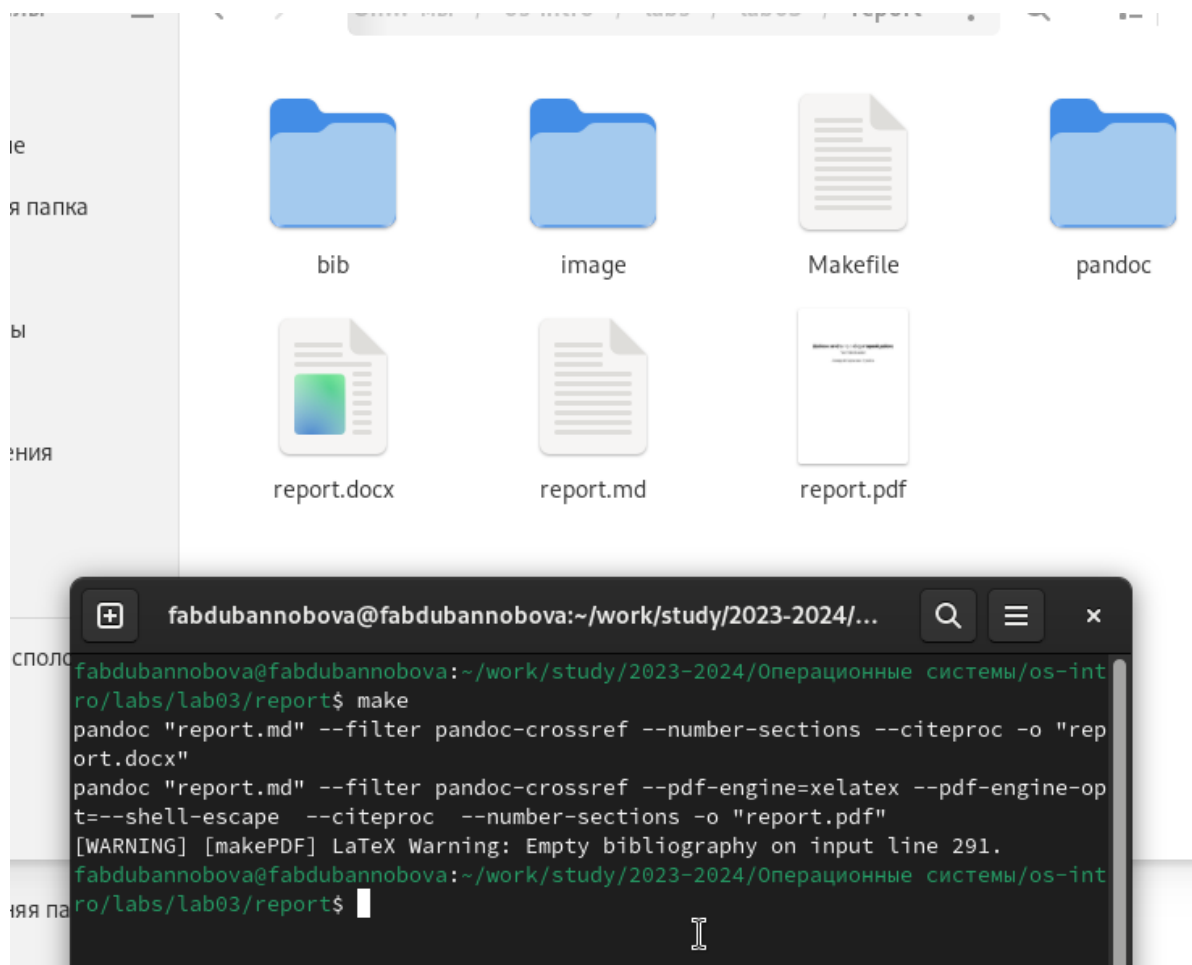 bib
image
Makefile
pandoc
report.docx
report.md
report.pdf
я папка
ы
fabdubannobova@fabdubannobova:~/work/study/2023-2024/...
fabdubannobova@fabdubannobova:~/work/study/2023-2024/Операционные системы/os-int
ro/labs/lab03/report$ make
pandoc "report.md" --filter pandoc-crossref --number-sections --citeproc -o "rep
ort.docx"
pandoc "report.md" --filter pandoc-crossref --pdf-engine=xelatex --pdf-engine-op
t=--shell-escape  --citeproc  --number-sections -o "report.pdf"
[WARNING] [makePDF] LaTeX Warning: Empty bibliography on input line 291.
fabdubannobova@fabdubannobova:~/work/study/2023-2024/Операционные системы/os-int
ro/labs/lab03/report$